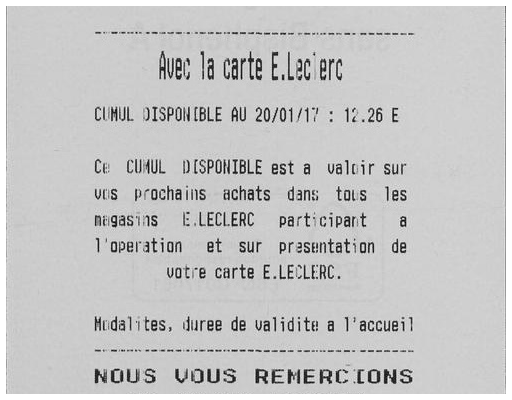 --------------------------------------------
Avec la carte E.Leclerc
CUMUL DISPONIBLE AU 20/01/17 : 12.26 E
Ce CUMUL DISPONIBLE est a valoir sur
vos prochains achats dans tous les
magasins E.LECLERC participant a
l'operation et sur presentation de
votre carte E.LECLERC.
Modalites, duree de validite a l'accueil
--------------------------------------------
NOUS VOUS REMERCIONS